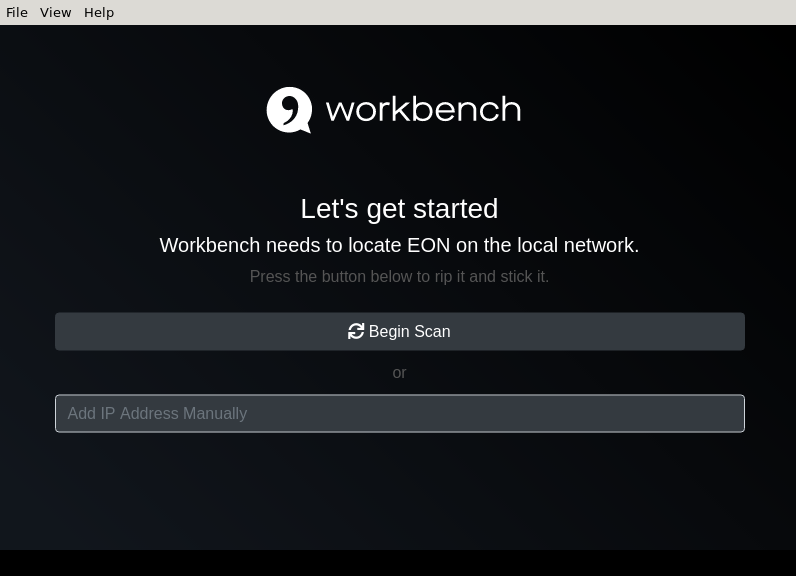 File View Help
workbench
Let's get started
Workbench needs to locate EON on the local network.
Press the button below to rip it and stick it.
Begin Scan
or
Add IP Address Manually